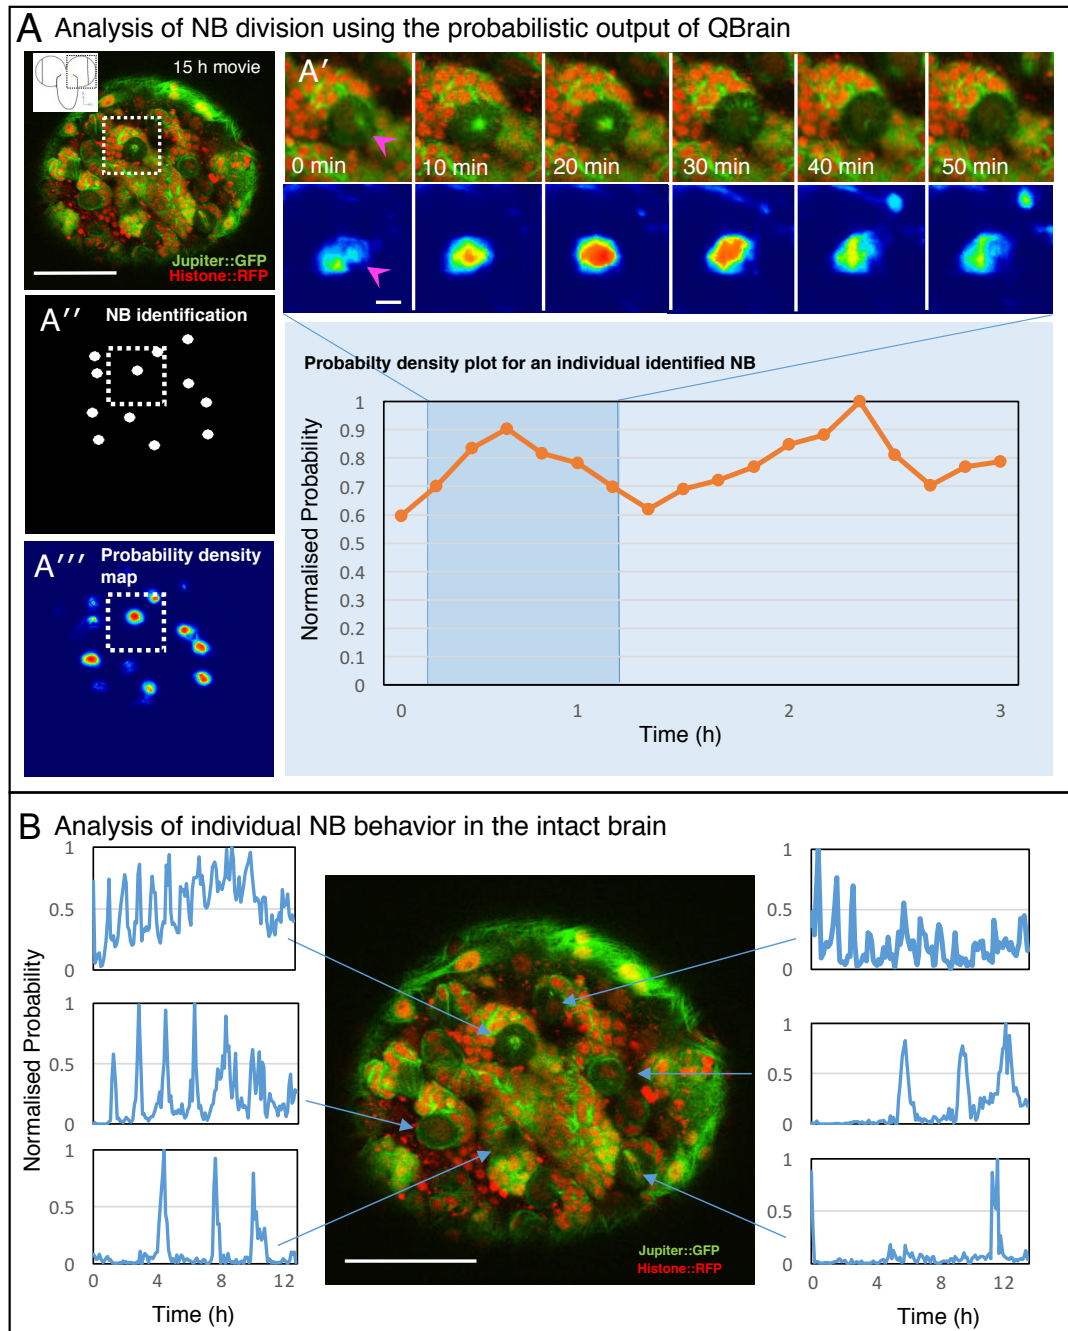 A Analysis of NB division using the probabilistic output of QBrain
15 h movie
Jupiter::GFP
Histone::RFP
A′
0 min
10 min
20 min
30 min
40 min
50 min
A′′ NB identification
A′′′ Probability density
map
Probabilty density plot for an individual identified NB
Normalised Probability
1
0.9
0.8
0.7
0.6
0.5
0.4
0.3
0.2
0.1
0
0
1
2
3
Time (h)
B Analysis of individual NB behavior in the intact brain
Normalised Probability
1
0.5
0
1
0.5
0
1
0.5
0
0
4
8
12
Time (h)
Jupiter::GFP
Histone::RFP
1
0.5
0
1
0.5
0
1
0.5
0
0
4
8
12
Time (h)